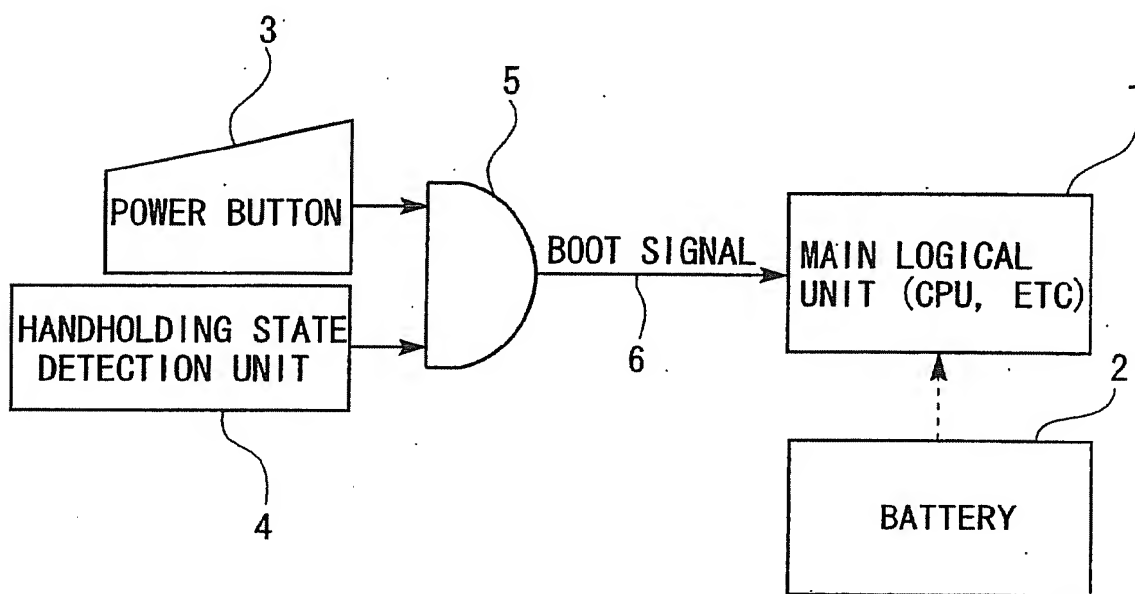 3
5
POWER BUTTON
BOOT SIGNAL
MAIN LOGICAL
UNIT (CPU, ETC)
HANDHOLDING STATE
DETECTION UNIT
6
2
4
BATTERY